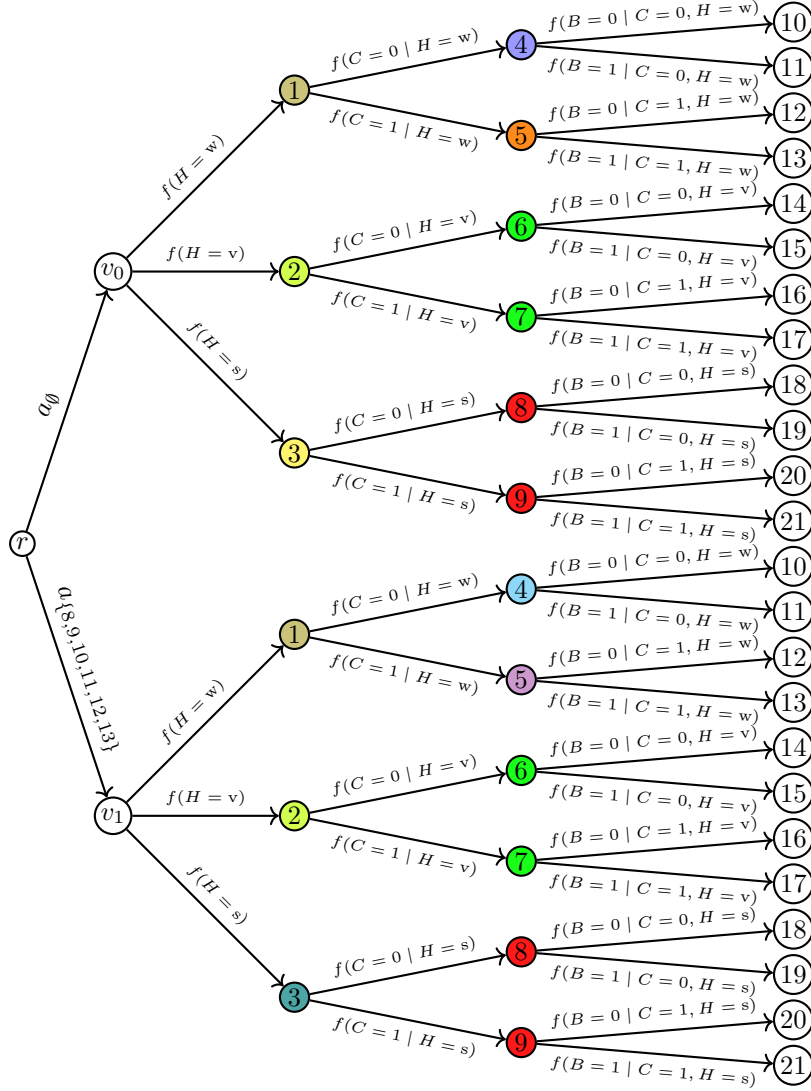 r
a∅
a{8,9,10,11,12,13}
v0
f(H = w)
f(H = v)
f(H = s)
1
f(C = 0 | H = w)
f(C = 1 | H = w)
2
f(C = 0 | H = v)
f(C = 1 | H = v)
3
f(C = 0 | H = s)
f(C = 1 | H = s)
4
f(B = 0 | C = 0, H = w)
10
f(B = 1 | C = 0, H = w)
11
5
f(B = 0 | C = 1, H = w)
12
f(B = 1 | C = 1, H = w)
13
6
f(B = 0 | C = 0, H = v)
14
f(B = 1 | C = 0, H = v)
15
7
f(B = 0 | C = 1, H = v)
16
f(B = 1 | C = 1, H = v)
17
8
f(B = 0 | C = 0, H = s)
18
f(B = 1 | C = 0, H = s)
19
9
f(B = 0 | C = 1, H = s)
20
f(B = 1 | C = 1, H = s)
21
v1
f(H = w)
f(H = v)
f(H = s)
1
f(C = 0 | H = w)
f(C = 1 | H = w)
2
f(C = 0 | H = v)
f(C = 1 | H = v)
3
f(C = 0 | H = s)
f(C = 1 | H = s)
4
f(B = 0 | C = 0, H = w)
10
f(B = 1 | C = 0, H = w)
11
5
f(B = 0 | C = 1, H = w)
12
f(B = 1 | C = 1, H = w)
13
6
f(B = 0 | C = 0, H = v)
14
f(B = 1 | C = 0, H = v)
15
7
f(B = 0 | C = 1, H = v)
16
f(B = 1 | C = 1, H = v)
17
8
f(B = 0 | C = 0, H = s)
18
f(B = 1 | C = 0, H = s)
19
9
f(B = 0 | C = 1, H = s)
20
f(B = 1 | C = 1, H = s)
21